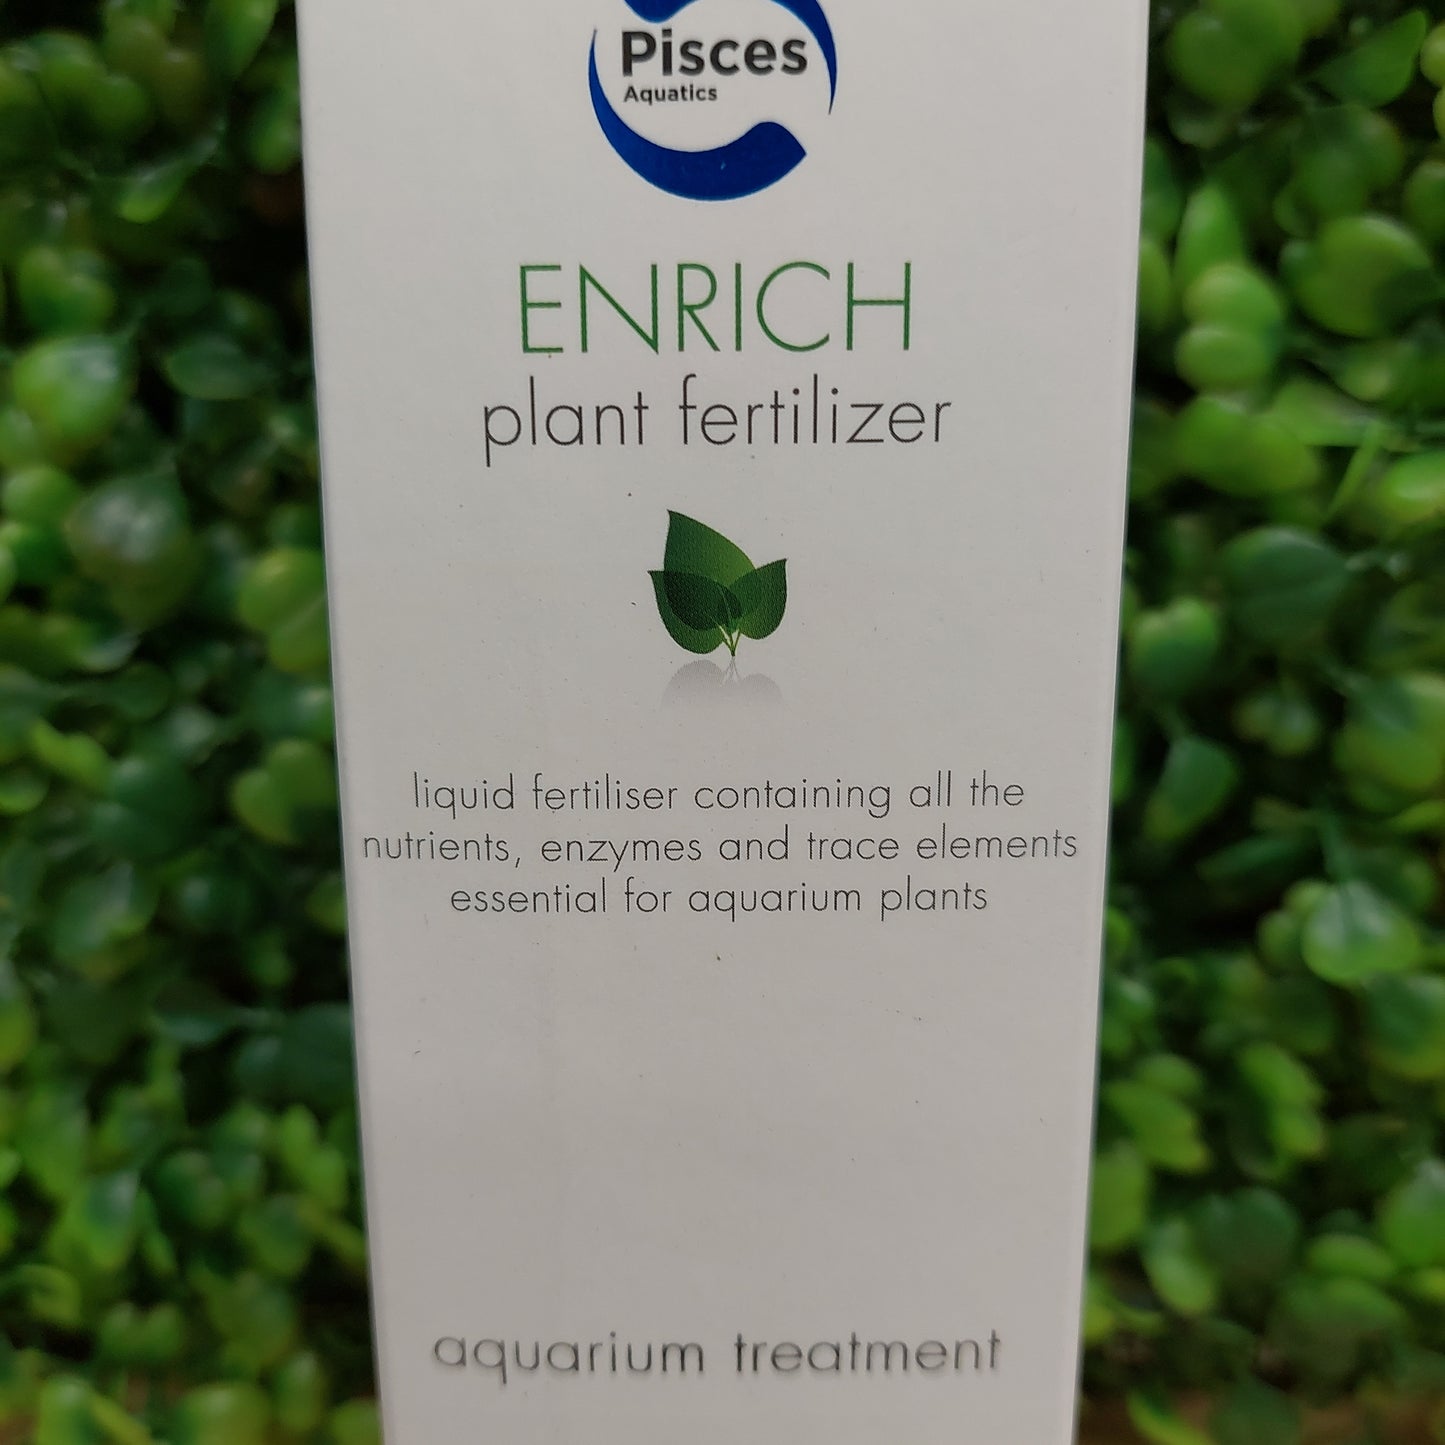 Pisces
Aquatics
ENRICH
plant fertilizer
liquid fertiliser containing all the
nutrients, enzymes and trace elements
essential for aquarium plants
aquarium treatment